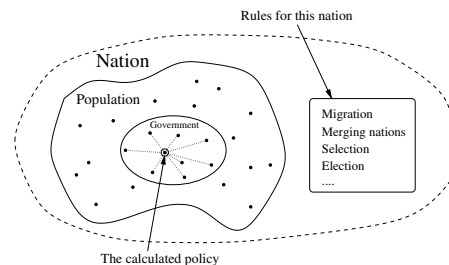 Rules for this nation
Nation
Population
Government
Migration
Merging nations
Selection
Election
....
The calculated policy